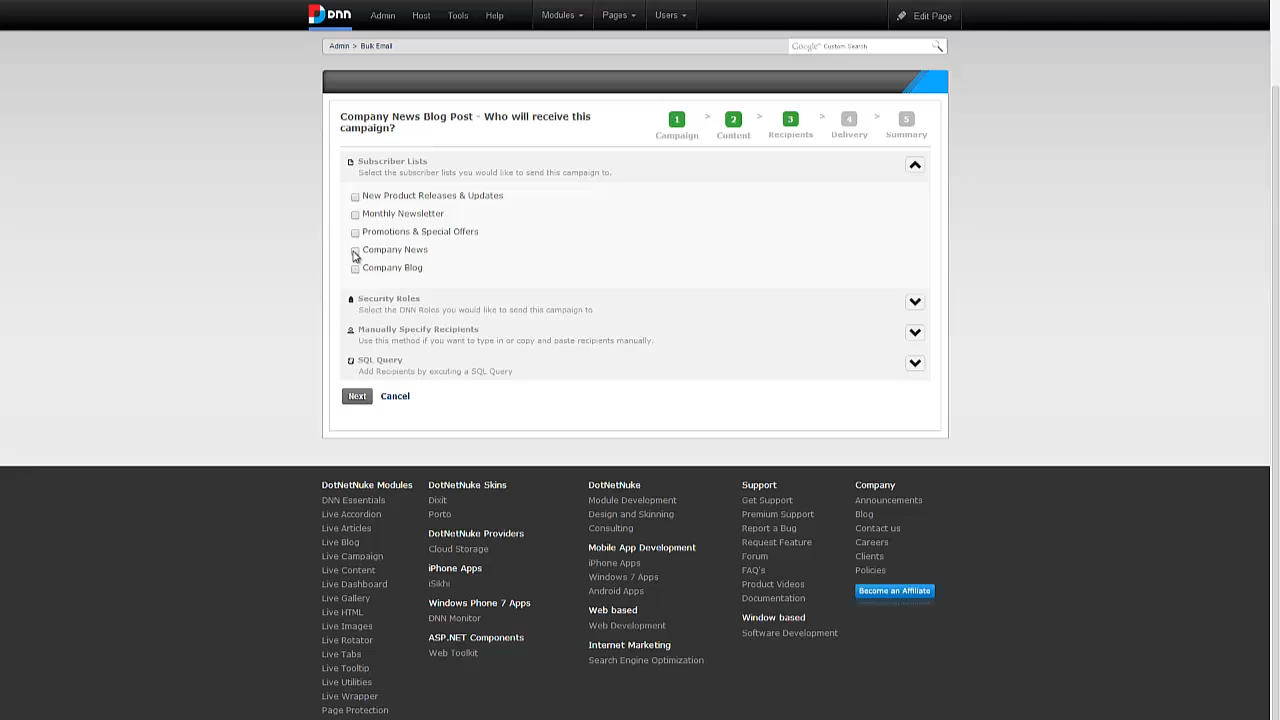 DNN Admin Host Tools Help Modules Pages Users Edit Page
Admin > Bulk Email
Google™ Custom Search
Company News Blog Post - Who will receive this
campaign?
1 > 2 > 3 > 4 > 5
Campaign Content Recipients Delivery Summary
Subscriber Lists
Select the subscriber lists you would like to send this campaign to.
New Product Releases & Updates
Monthly Newsletter
Promotions & Special Offers
Company News
Company Blog
Security Roles
Select the DNN Roles you would like to send this campaign to
Manually Specify Recipients
Use this method if you want to type in or copy and paste recipients manually.
SQL Query
Add Recipients by excuting a SQL Query
Next Cancel
DotNetNuke Modules
DNN Essentials
Live Accordion
Live Articles
Live Blog
Live Campaign
Live Content
Live Dashboard
Live Gallery
Live HTML
Live Images
Live Rotator
Live Tabs
Live Tooltip
Live Utilities
Live Wrapper
Page Protection
DotNetNuke Skins
Dixit
Porto
DotNetNuke Providers
Cloud Storage
iPhone Apps
iSikhi
Windows Phone 7 Apps
DNN Monitor
ASP.NET Components
Web Toolkit
DotNetNuke
Module Development
Design and Skinning
Consulting
Mobile App Development
iPhone Apps
Windows 7 Apps
Android Apps
Web based
Web Development
Internet Marketing
Search Engine Optimization
Support
Get Support
Premium Support
Report a Bug
Request Feature
Forum
FAQ's
Product Videos
Documentation
Window based
Software Development
Company
Announcements
Blog
Contact us
Careers
Clients
Policies
Become an Affiliate